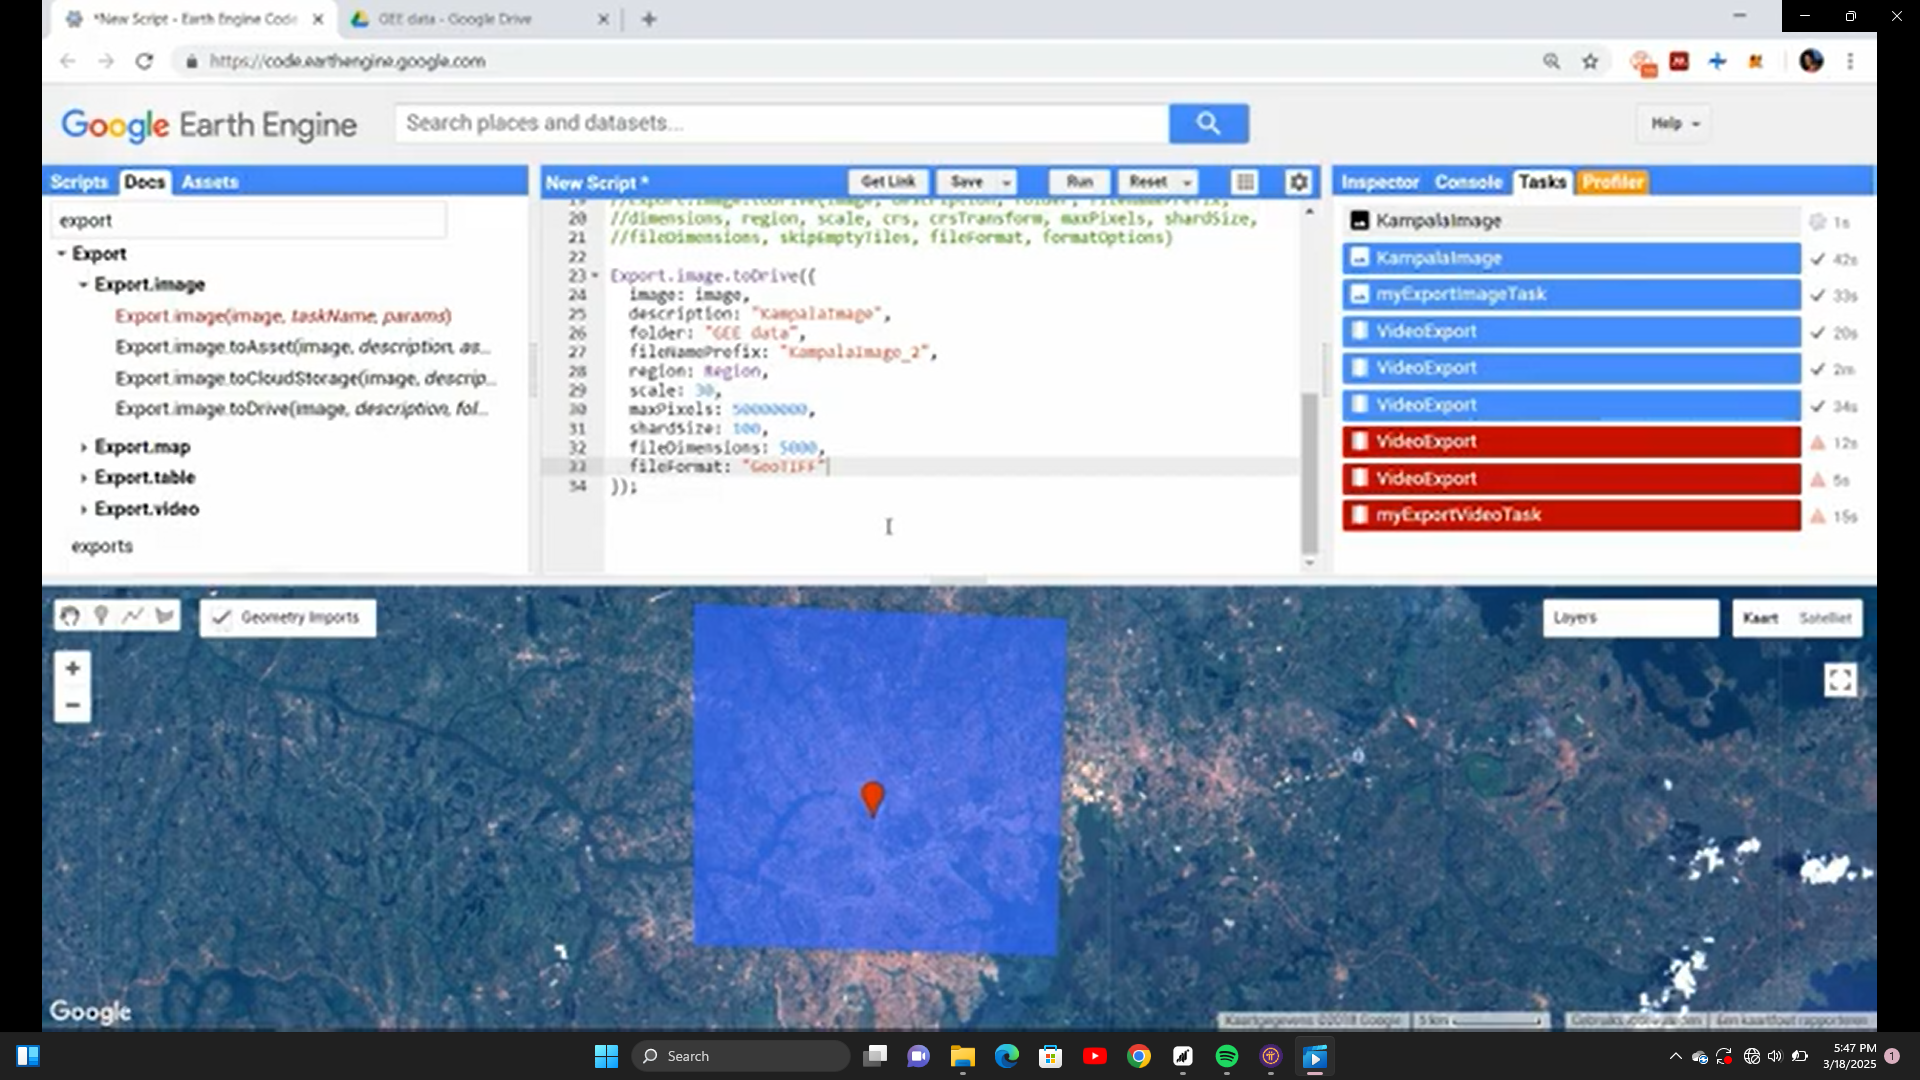 *New Script - Earth Engine Code
GEE data - Google Drive
https://code.earthengine.google.com
Google Earth Engine
Search places and datasets...
Help
Scripts Docs Assets
New Script *
Get Link
Save
Run
Reset
Inspector Console Tasks Profiler
export
Export
Export.image
Export.image(image, taskName, params)
Export.image.toAsset(image, description, as...
Export.image.toCloudStorage(image, descrip...
Export.image.toDrive(image, description, fol...
Export.map
Export.table
Export.video
exports
19 //Export.image.toDrive(image, description, folder, fileNamePrefix,
20 //dimensions, region, scale, crs, crsTransform, maxPixels, shardSize,
21 //fileDimensions, skipEmptyTiles, fileFormat, formatOptions)
22
23 Export.image.toDrive({
24 image: image,
25 description: "KampalaImage",
26 folder: "GEE data",
27 fileNamePrefix: "KampalaImage_2",
28 region: Region,
29 scale: 30,
30 maxPixels: 50000000,
31 shardSize: 100,
32 fileDimensions: 5000,
33 fileFormat: "GeoTIFF"
34 });
KampalaImage 1s
KampalaImage 42s
myExportImageTask 33s
VideoExport 20s
VideoExport 2m
VideoExport 34s
VideoExport 12s
VideoExport 5s
myExportVideoTask 15s
Geometry Imports
Layers
Kaart Satelliet
Google
Kaartgegevens ©2018 Google
5 km
Gebruiksvoorwaarden
Een kaartfout rapporteren
Search
5:47 PM
3/18/2025
1